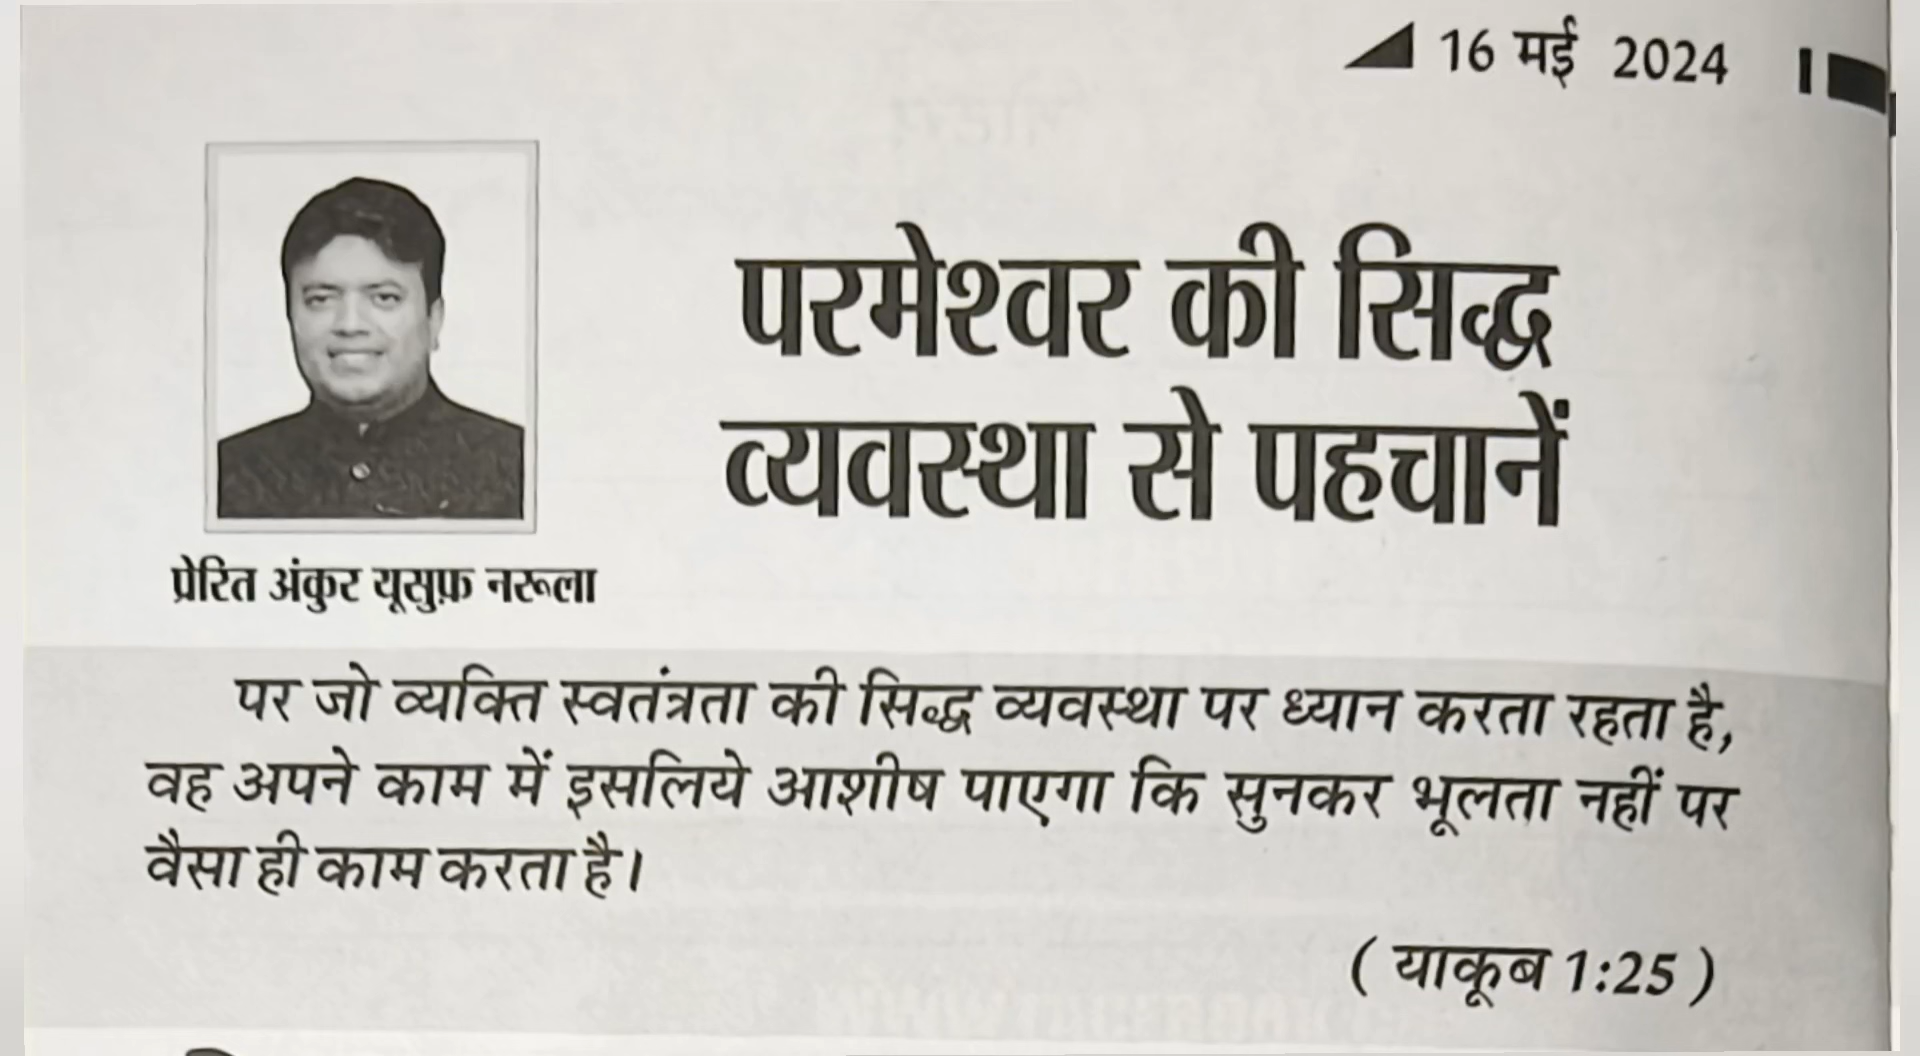 16 मई 2024
परमेश्वर की सिद्ध
व्यवस्था से पहचानें
प्रेरित अंकुर यूसुफ़ नरूला
पर जो व्यक्ति स्वतंत्रता की सिद्ध व्यवस्था पर ध्यान करता रहता है,
वह अपने काम में इसलिये आशीष पाएगा कि सुनकर भूलता नहीं पर
वैसा ही काम करता है।
( याकूब 1:25 )